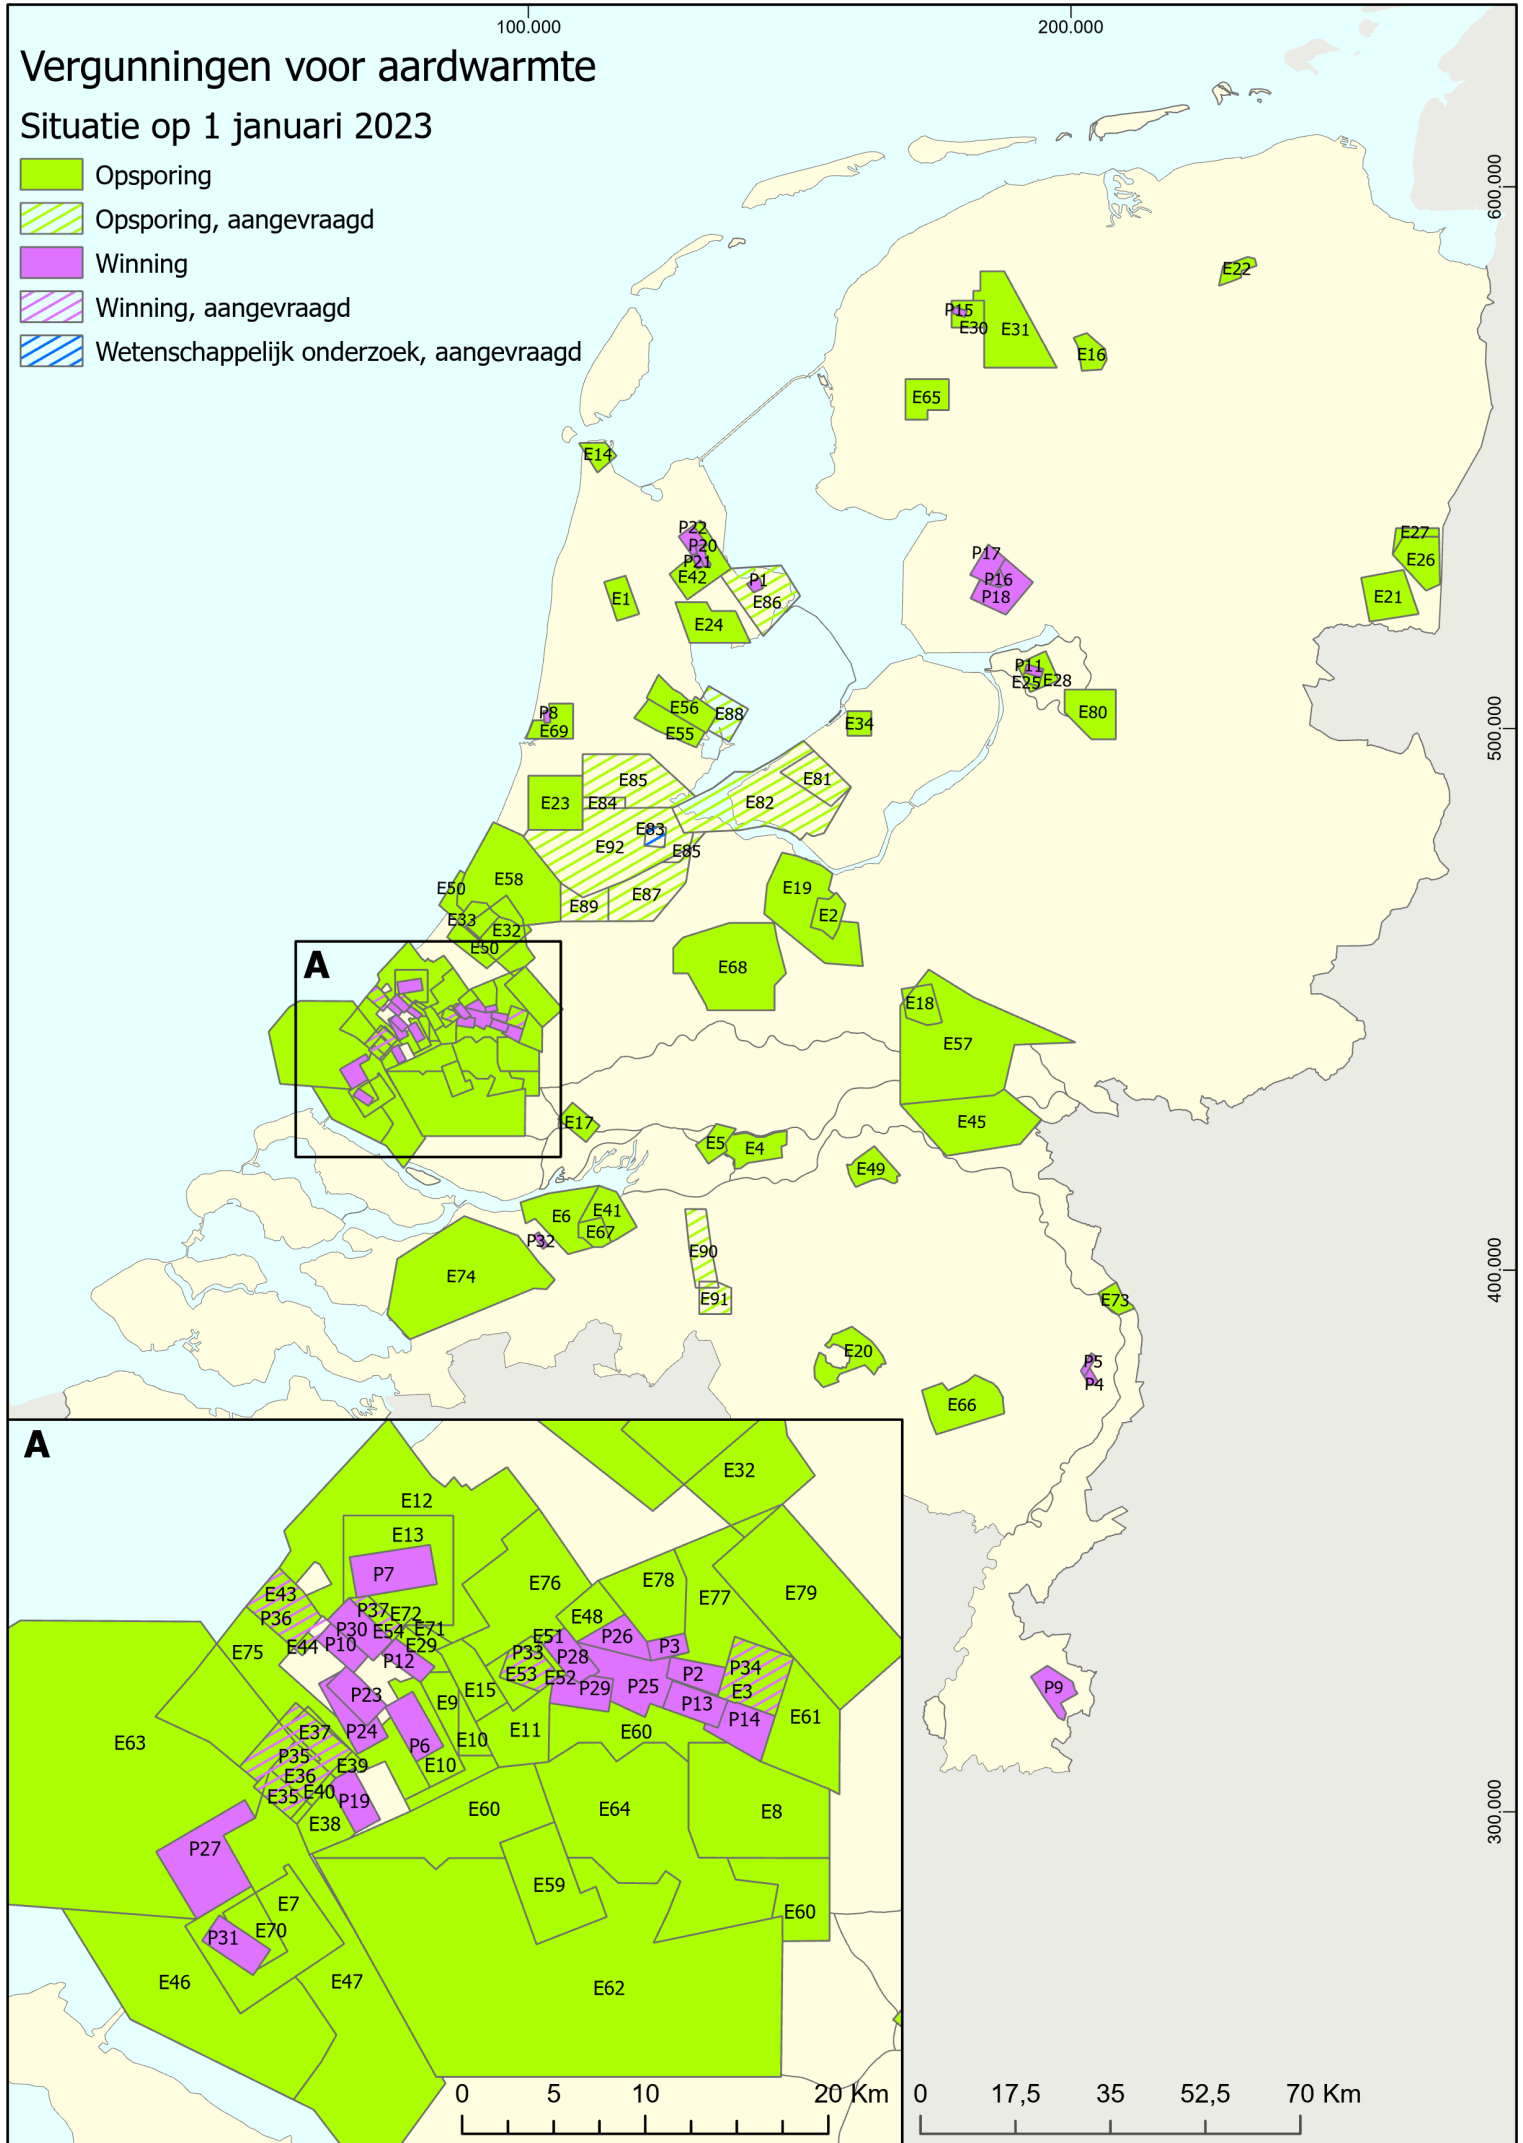 100.000
200.000
Vergunningen voor aardwarmte
Situatie op 1 januari 2023
Opsporing
Opsporing, aangevraagd
Winning
Winning, aangevraagd
Wetenschappelijk onderzoek, aangevraagd
600.000
500.000
400.000
300.000
E22
P15
E30
E31
E16
E65
E14
P22
P20
P21
E42
P1
E86
E1
E24
P17
P16
P18
E27
E26
E21
P11
E25
E28
E80
E56
E88
E55
P8
E69
E34
E85
E81
E23
E84
E82
E83
E92
E85
E58
E50
E87
E89
E33
E32
E50
E19
E2
E68
A
E18
E57
E45
E17
E5
E4
E49
E6
E41
E67
P32
E90
E74
E91
E73
E20
P5
P4
E66
P9
A
E32
E12
E13
P7
E76
E78
E77
E79
E43
P36
P37
E72
E48
P30
E54
E71
E44
P10
E29
E51
P26
E75
P12
P33
P28
P3
E53
E52
P34
P2
P23
E15
P29
P25
E3
E9
P13
E37
P24
E11
E60
P14
E61
E63
P35
P6
E10
E39
E10
E36
E35
E40
P19
E38
E60
E64
E8
P27
E59
E7
E70
P31
E60
E46
E47
E62
0
5
10
20 Km
0
17,5
35
52,5
70 Km